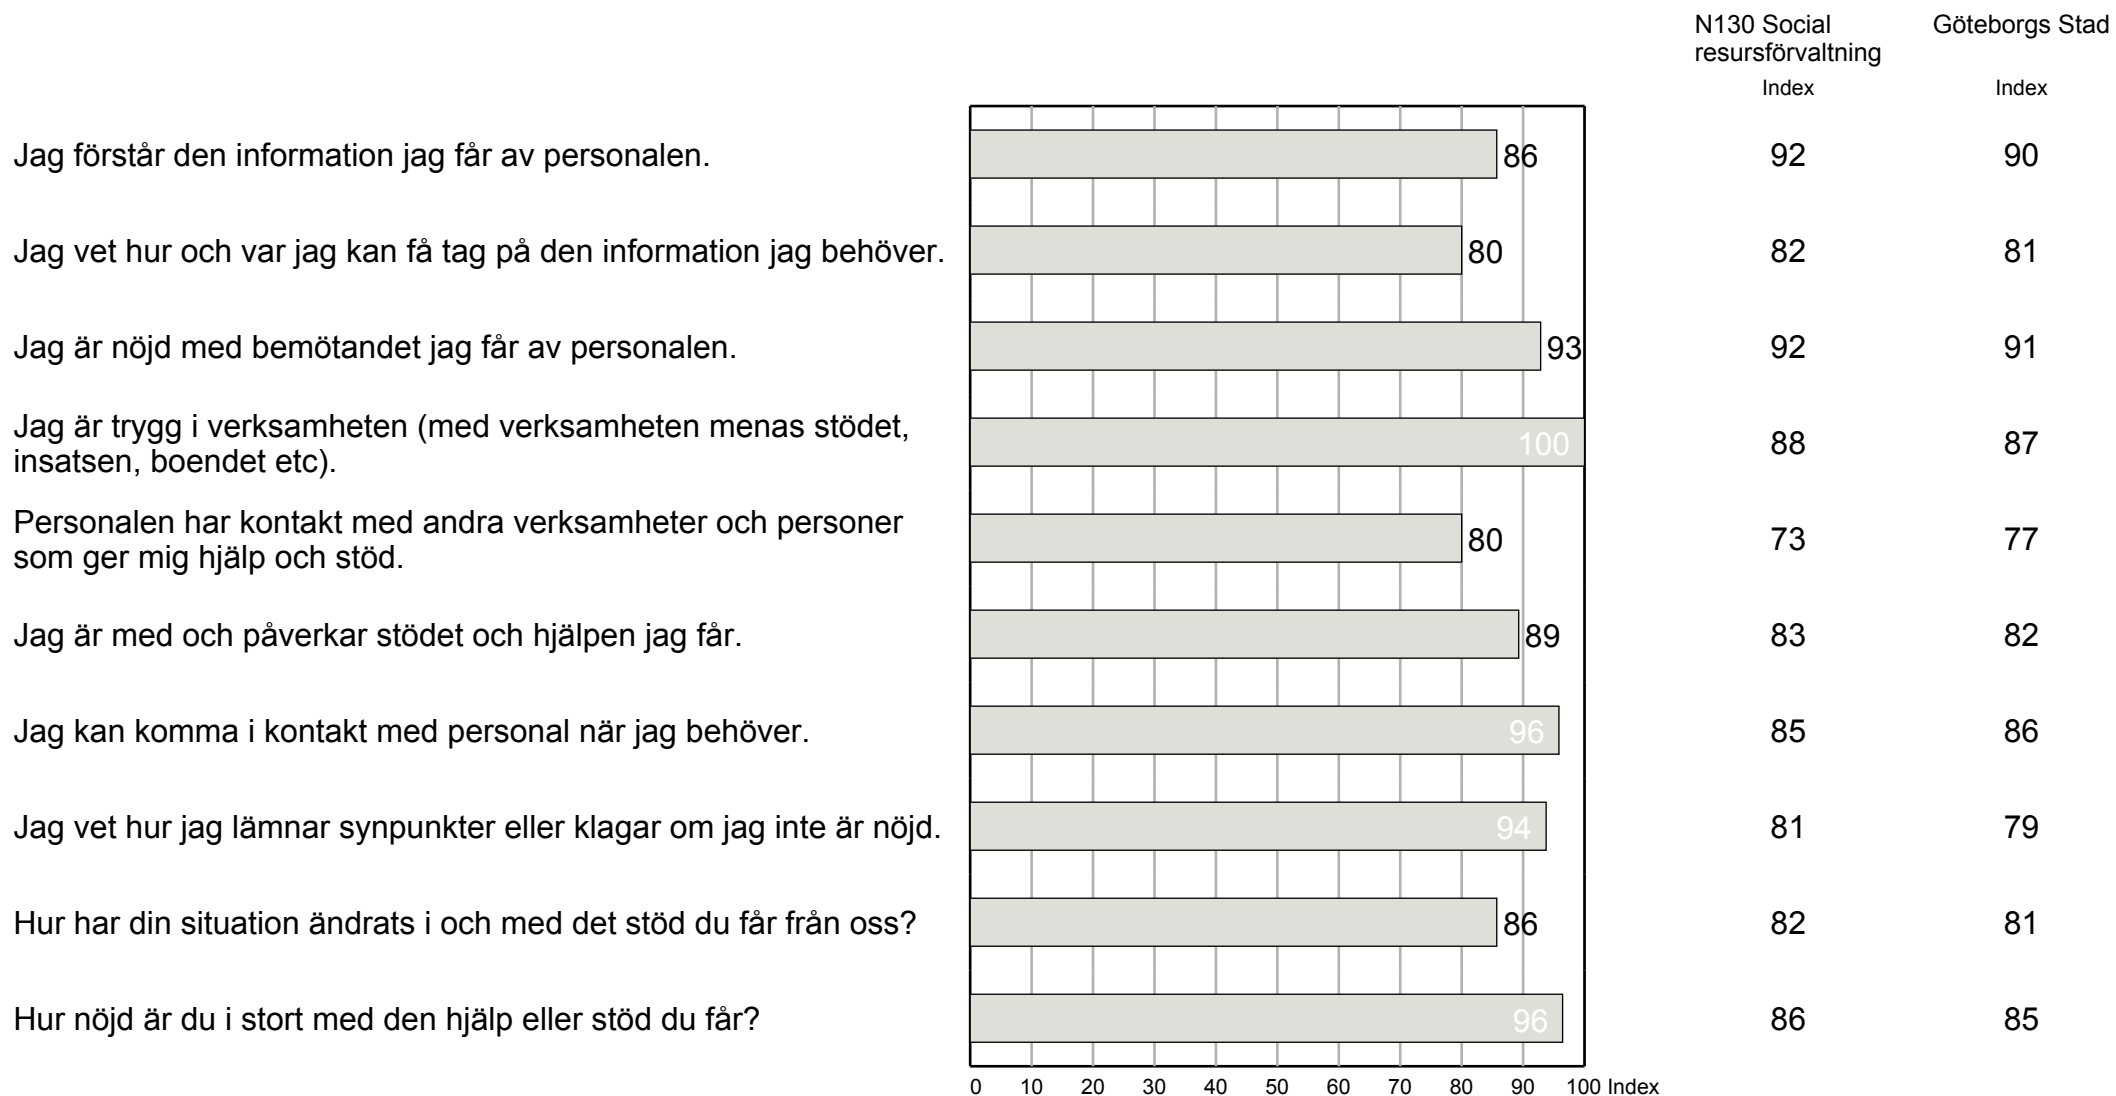 N130 Social Göteborgs Stad
resursförvaltning
Index Index
Jag förstår den information jag får av personalen. 86 92 90
Jag vet hur och var jag kan få tag på den information jag behöver. 80 82 81
Jag är nöjd med bemötandet jag får av personalen. 93 92 91
Jag är trygg i verksamheten (med verksamheten menas stödet,
insatsen, boendet etc). 100 88 87
Personalen har kontakt med andra verksamheter och personer
som ger mig hjälp och stöd. 80 73 77
Jag är med och påverkar stödet och hjälpen jag får. 89 83 82
Jag kan komma i kontakt med personal när jag behöver. 96 85 86
Jag vet hur jag lämnar synpunkter eller klagar om jag inte är nöjd. 94 81 79
Hur har din situation ändrats i och med det stöd du får från oss? 86 82 81
Hur nöjd är du i stort med den hjälp eller stöd du får? 96 86 85
0 10 20 30 40 50 60 70 80 90 100 Index